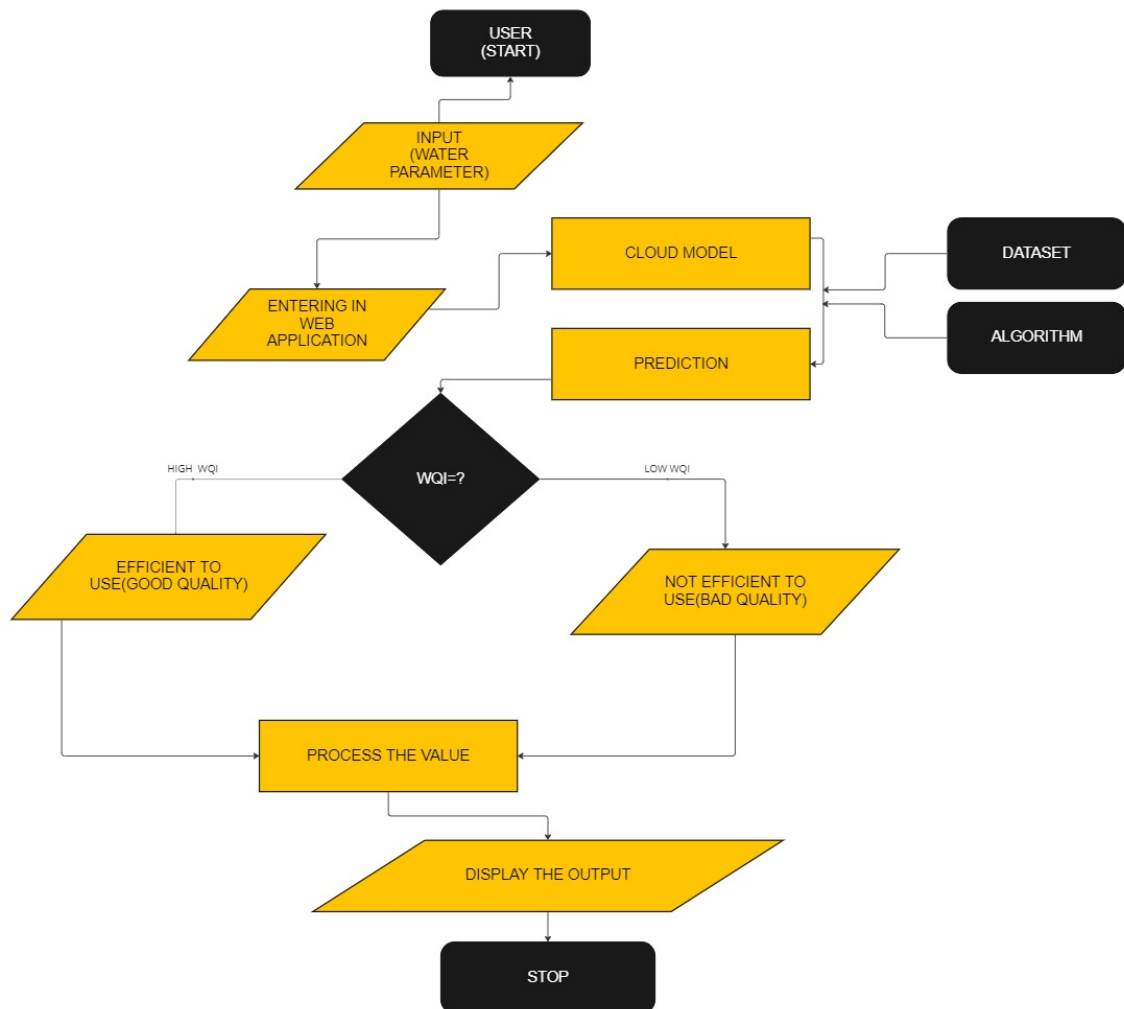 USER
(START)
INPUT
(WATER
PARAMETER)
CLOUD MODEL
DATASET
ENTERING IN
WEB
APPLICATION
ALGORITHM
PREDICTION
HIGH WQI
WQI=?
LOW WQI
EFFICIENT TO
USE(GOOD QUALITY)
NOT EFFICIENT TO
USE(BAD QUALITY)
PROCESS THE VALUE
DISPLAY THE OUTPUT
STOP